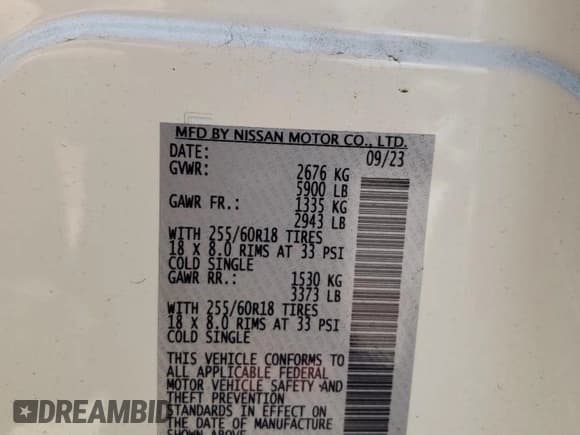 MFD BY NISSAN MOTOR CO., LTD.
DATE: 09/23
GVWR: 2676 KG
5900 LB
GAWR FR.: 1335 KG
2943 LB
WITH 255/60R18 TIRES
18 X 8.0 RIMS AT 33 PSI
COLD SINGLE
GAWR RR.: 1530 KG
3373 LB
WITH 255/60R18 TIRES
18 X 8.0 RIMS AT 33 PSI
COLD SINGLE
THIS VEHICLE CONFORMS TO
ALL APPLICABLE FEDERAL
MOTOR VEHICLE SAFETY AND
THEFT PREVENTION
STANDARDS IN EFFECT ON
THE DATE OF MANUFACTURE
SHOWN ABOVE
DREAMBID